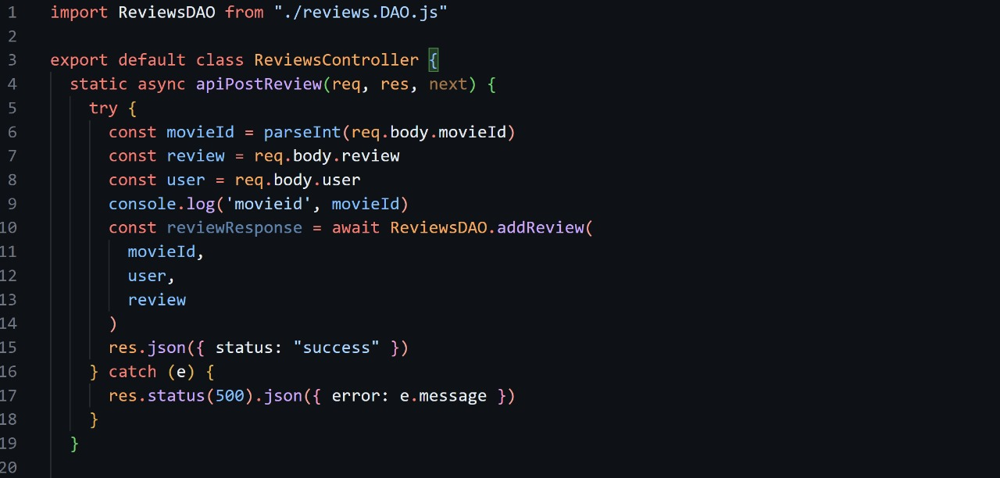 1 import ReviewsDAO from "./reviews.DAO.js"
2
3 export default class ReviewsController {
4   static async apiPostReview(req, res, next) {
5     try {
6       const movieId = parseInt(req.body.movieId)
7       const review = req.body.review
8       const user = req.body.user
9       console.log('movieid', movieId)
10       const reviewResponse = await ReviewsDAO.addReview(
11         movieId,
12         user,
13         review
14       )
15       res.json({ status: "success" })
16     } catch (e) {
17       res.status(500).json({ error: e.message })
18     }
19   }
20